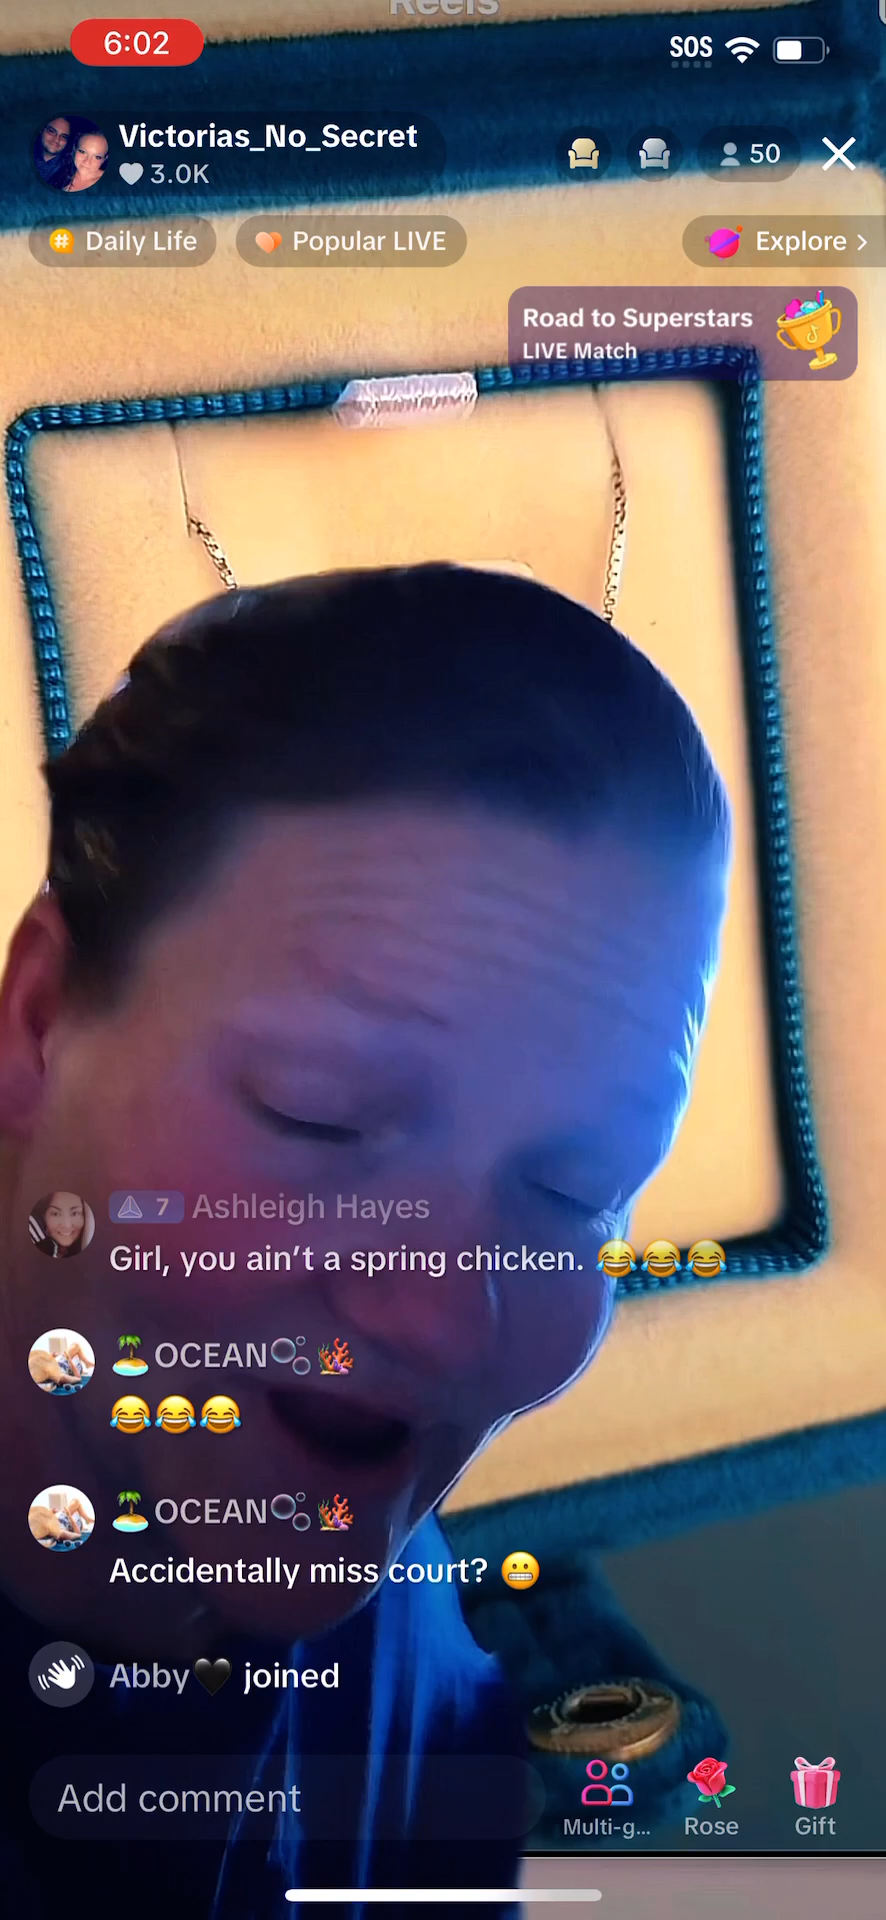 Reels
6:02
SOS
Victorias_No_Secret
3.0K
50
Daily Life
Popular LIVE
Explore >
Road to Superstars
LIVE Match
7 Ashleigh Hayes
Girl, you ain’t a spring chicken. 😂😂😂
🏝️OCEAN🫧🪸
😂😂😂
🏝️OCEAN🫧🪸
Accidentally miss court? 😬
Abby🖤 joined
Add comment
Multi-g...
Rose
Gift